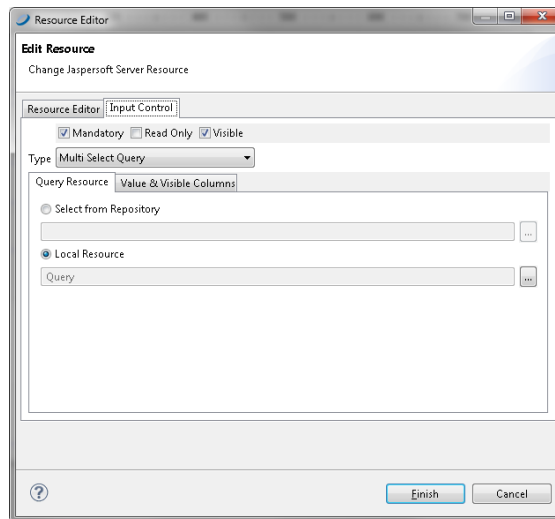 Resource Editor
Edit Resource
Change Jaspersoft Server Resource
Resource Editor Input Control
Mandatory Read Only Visible
Type Multi Select Query
Query Resource Value & Visible Columns
Select from Repository
...
Local Resource
Query ...
? Finish Cancel